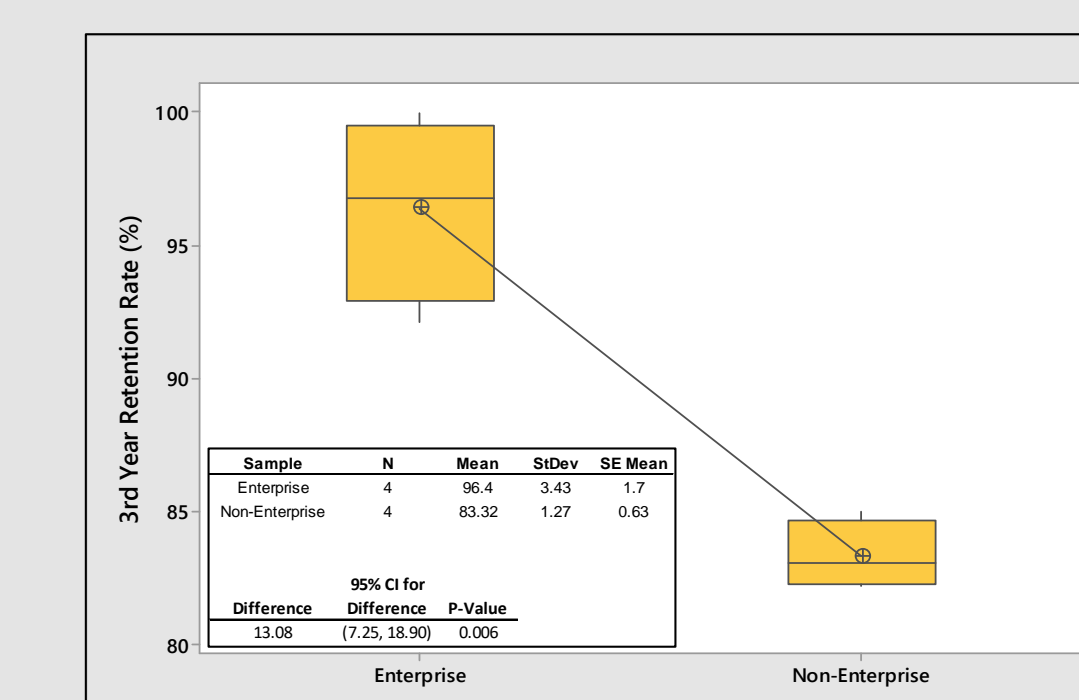 3rd Year Retention Rate (%)
100
95
90
85
80
Sample N Mean StDev SE Mean
Enterprise 4 96.4 3.43 1.7
Non-Enterprise 4 83.32 1.27 0.63
95% CI for
Difference Difference P-Value
13.08 (7.25, 18.90) 0.006
Enterprise Non-Enterprise